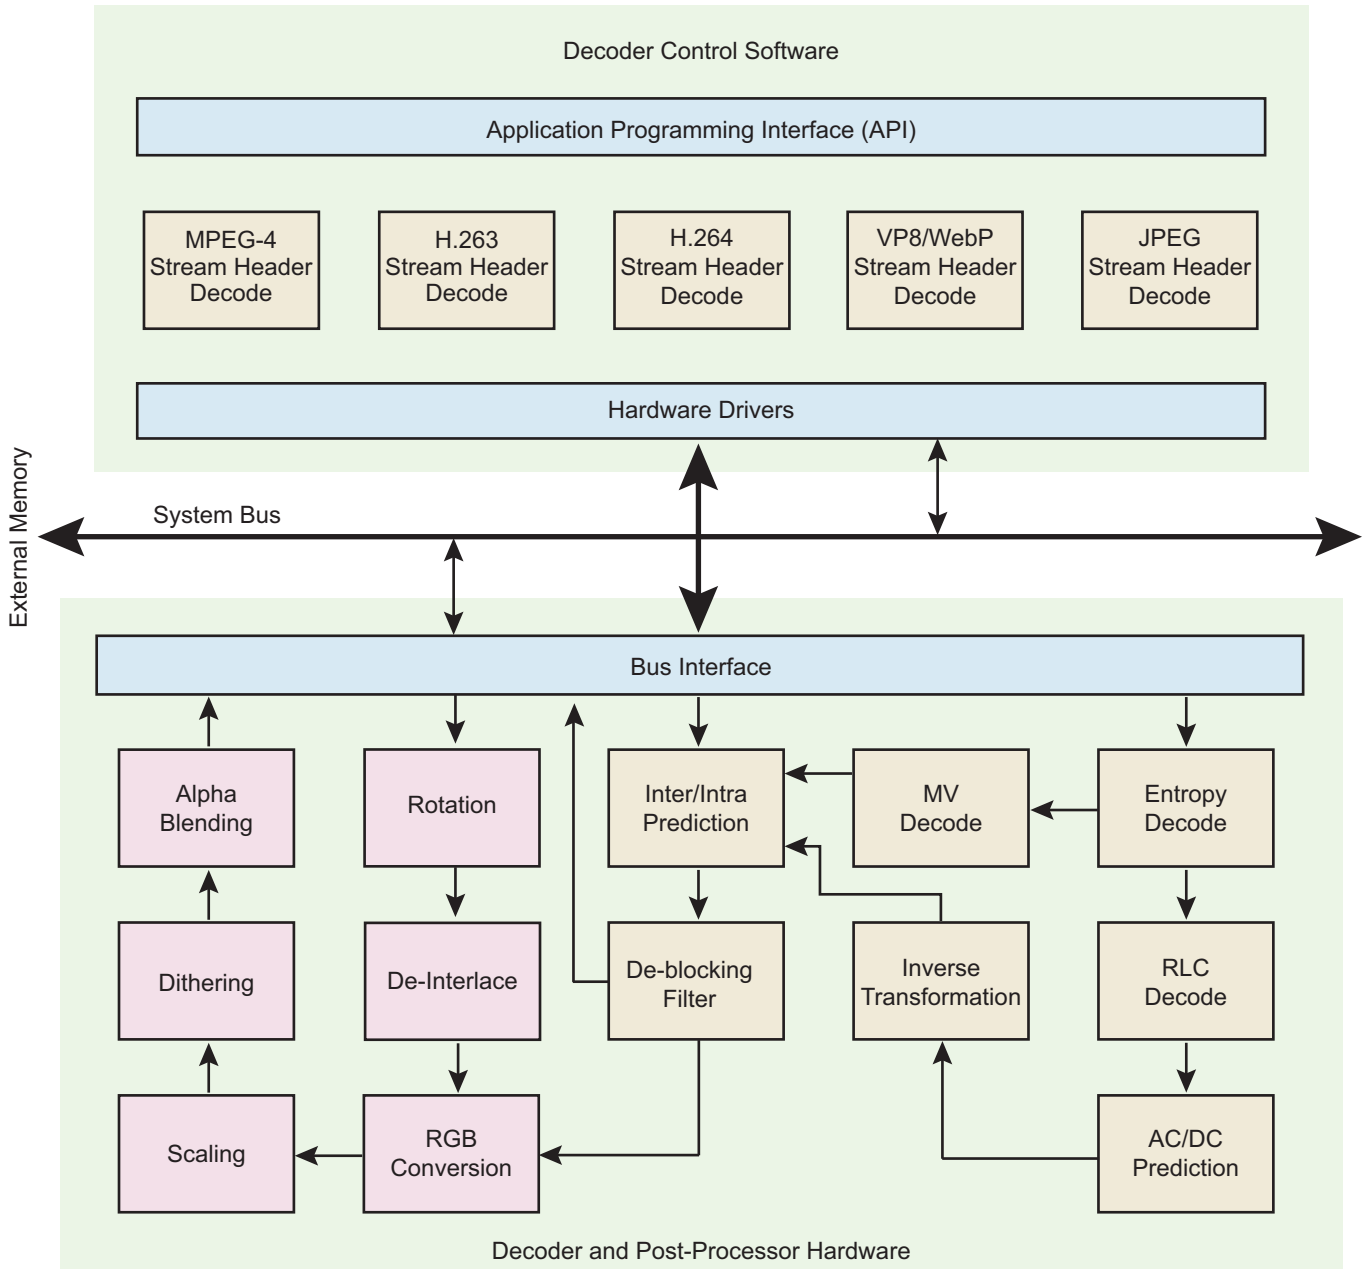 Decoder Control Software
Application Programming Interface (API)
MPEG-4
Stream Header
Decode
H.263
Stream Header
Decode
H.264
Stream Header
Decode
VP8/WebP
Stream Header
Decode
JPEG
Stream Header
Decode
Hardware Drivers
External Memory
System Bus
Bus Interface
Alpha
Blending
Rotation
Inter/Intra
Prediction
MV
Decode
Entropy
Decode
Dithering
De-Interlace
De-blocking
Filter
Inverse
Transformation
RLC
Decode
Scaling
RGB
Conversion
AC/DC
Prediction
Decoder and Post-Processor Hardware